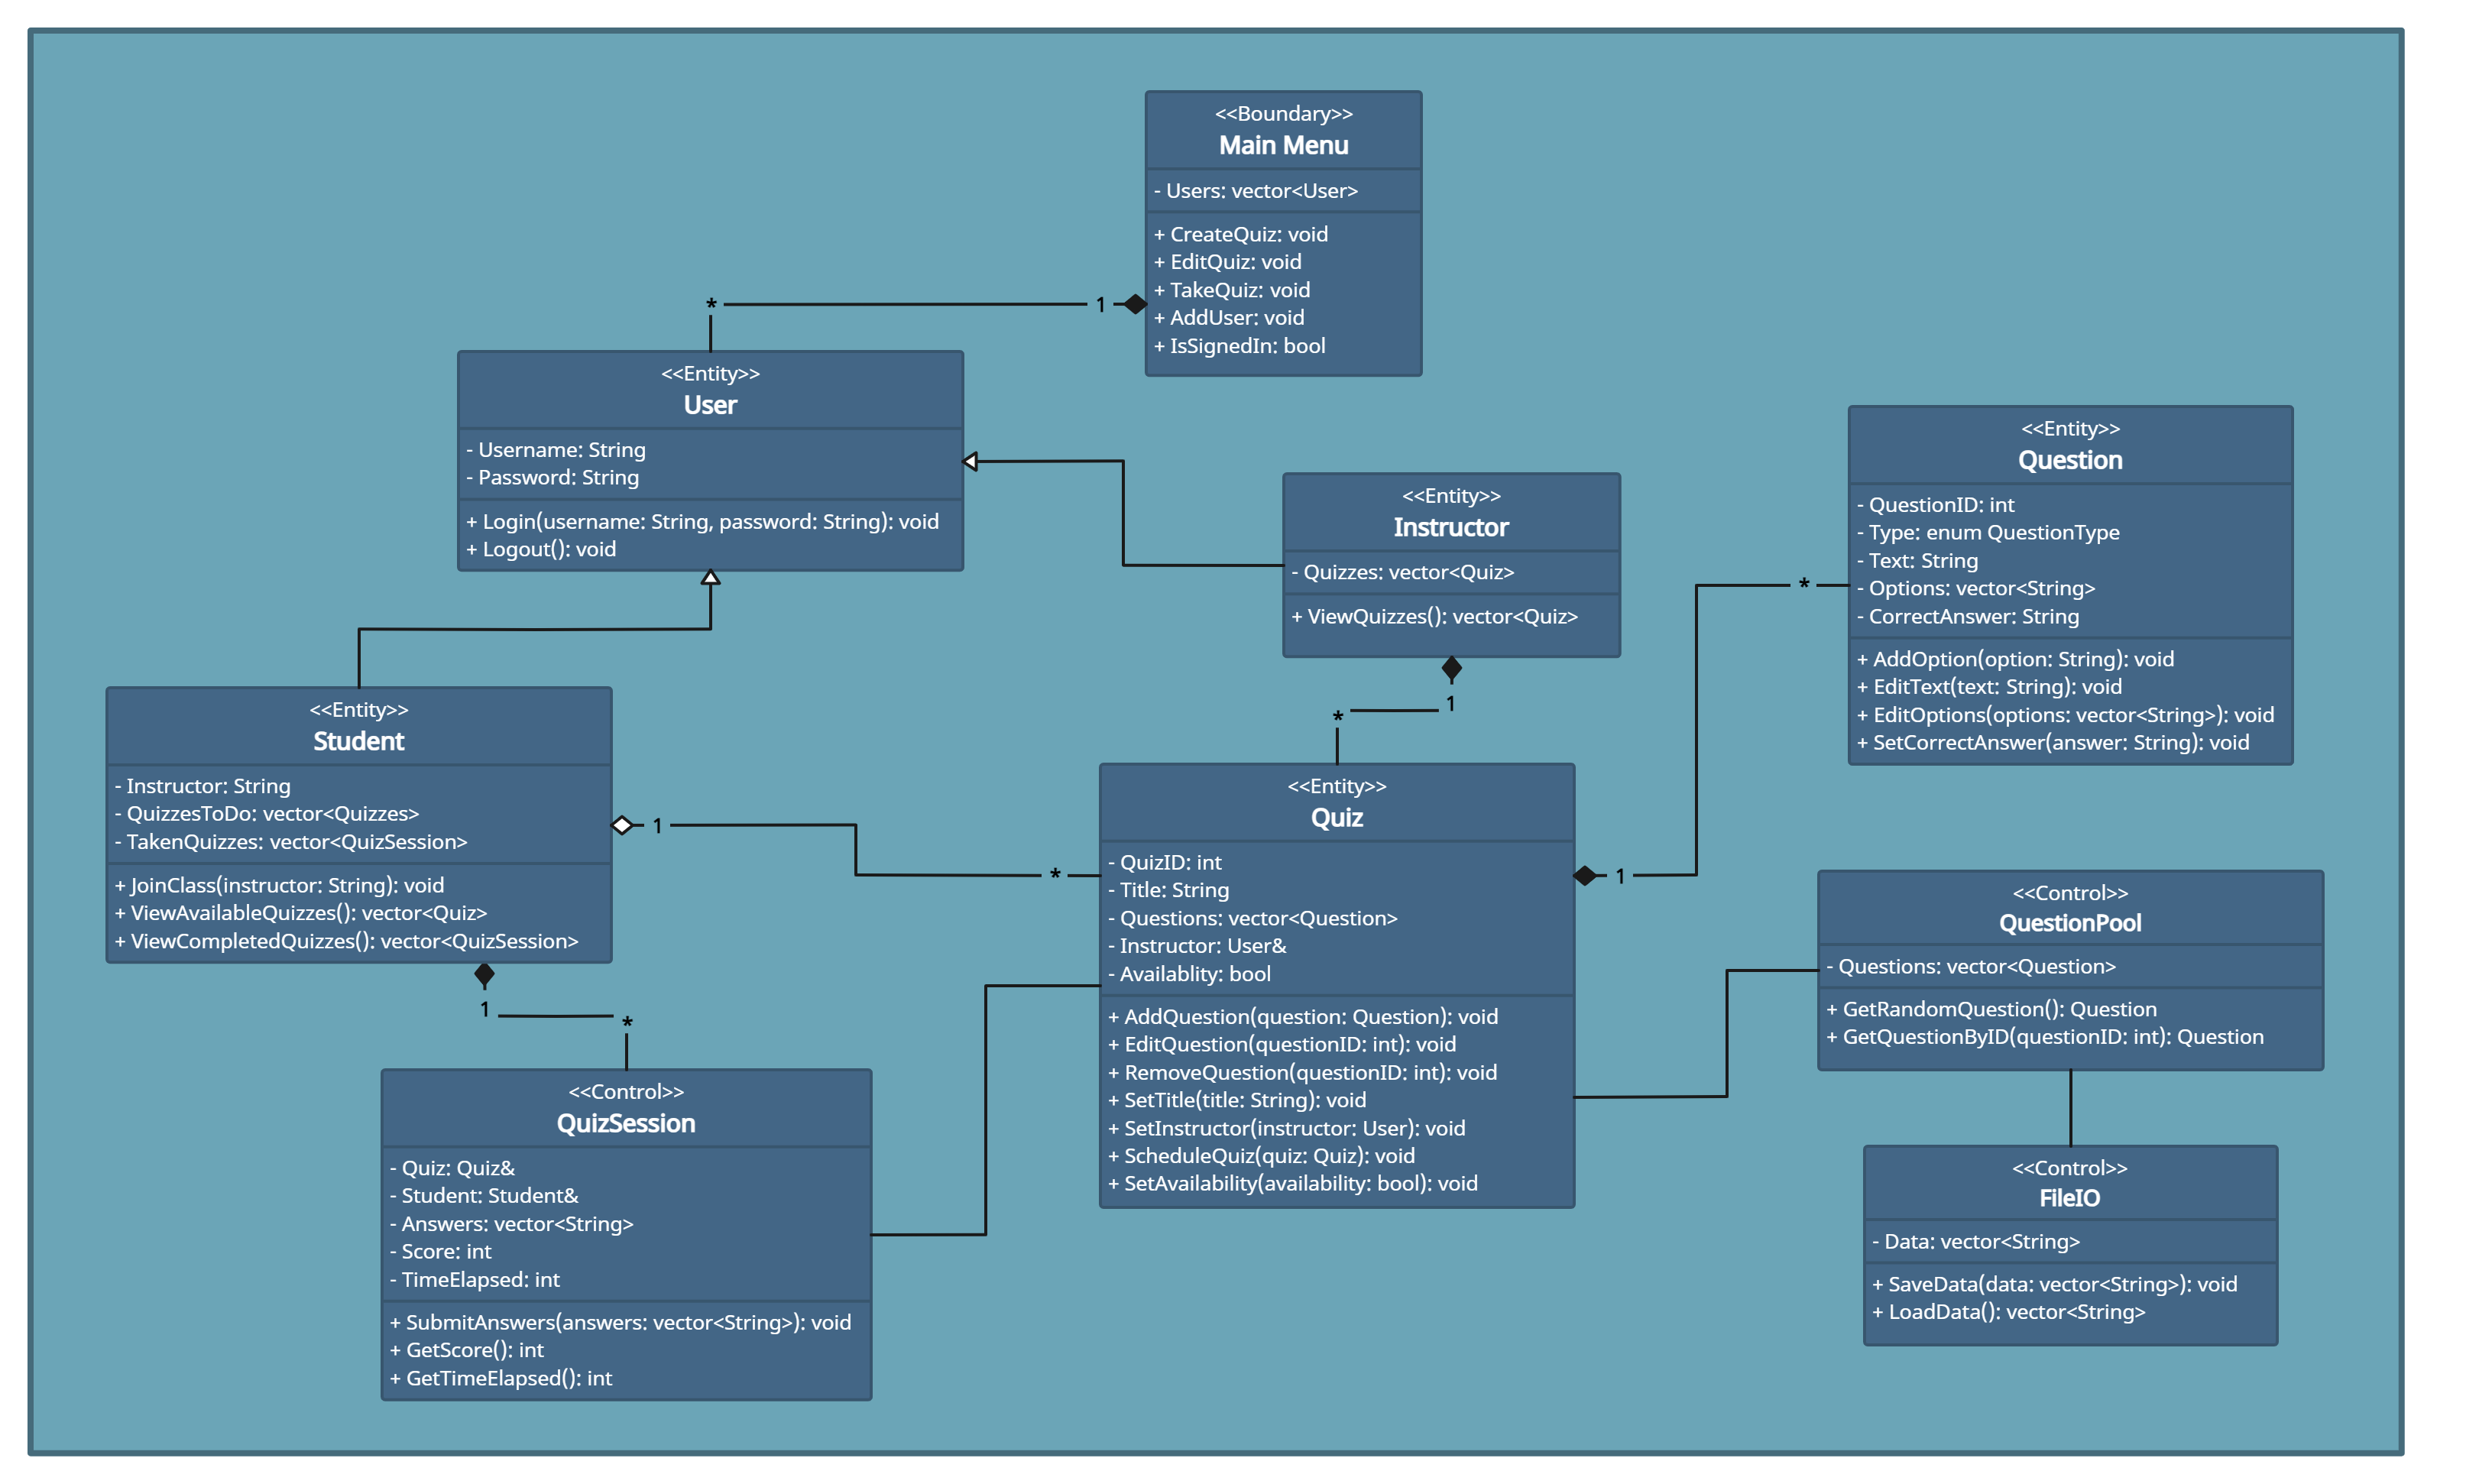 <<Boundary>>
Main Menu
- Users: vector<User>
+ CreateQuiz: void
+ EditQuiz: void
+ TakeQuiz: void
+ AddUser: void
+ IsSignedIn: bool
*
1
<<Entity>>
User
- Username: String
- Password: String
+ Login(username: String, password: String): void
+ Logout(): void
<<Entity>>
Instructor
- Quizzes: vector<Quiz>
+ ViewQuizzes(): vector<Quiz>
1
*
<<Entity>>
Question
- QuestionID: int
- Type: enum QuestionType
- Text: String
- Options: vector<String>
- CorrectAnswer: String
+ AddOption(option: String): void
+ EditText(text: String): void
+ EditOptions(options: vector<String>): void
+ SetCorrectAnswer(answer: String): void
*
1
<<Entity>>
Student
- Instructor: String
- QuizzesToDo: vector<Quizzes>
- TakenQuizzes: vector<QuizSession>
+ JoinClass(instructor: String): void
+ ViewAvailableQuizzes(): vector<Quiz>
+ ViewCompletedQuizzes(): vector<QuizSession>
1
*
<<Entity>>
Quiz
- QuizID: int
- Title: String
- Questions: vector<Question>
- Instructor: User&
- Availablity: bool
+ AddQuestion(question: Question): void
+ EditQuestion(questionID: int): void
+ RemoveQuestion(questionID: int): void
+ SetTitle(title: String): void
+ SetInstructor(instructor: User): void
+ ScheduleQuiz(quiz: Quiz): void
+ SetAvailability(availability: bool): void
<<Control>>
QuestionPool
- Questions: vector<Question>
+ GetRandomQuestion(): Question
+ GetQuestionByID(questionID: int): Question
1
*
<<Control>>
QuizSession
- Quiz: Quiz&
- Student: Student&
- Answers: vector<String>
- Score: int
- TimeElapsed: int
+ SubmitAnswers(answers: vector<String>): void
+ GetScore(): int
+ GetTimeElapsed(): int
<<Control>>
FileIO
- Data: vector<String>
+ SaveData(data: vector<String>): void
+ LoadData(): vector<String>